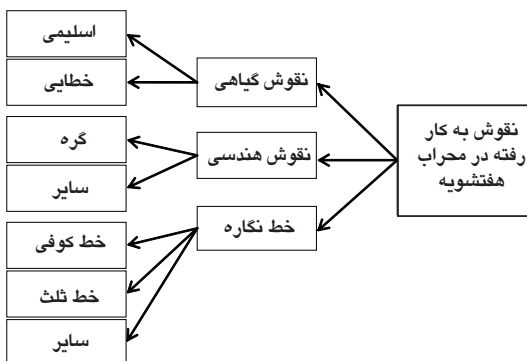 نقوش به کار
رفته در محراب
هفتشویه
نقوش گیاهی
اسلیمی
خطایی
نقوش هندسی
گره
سایر
خط نگاره
خط کوفی
خط ثلث
سایر